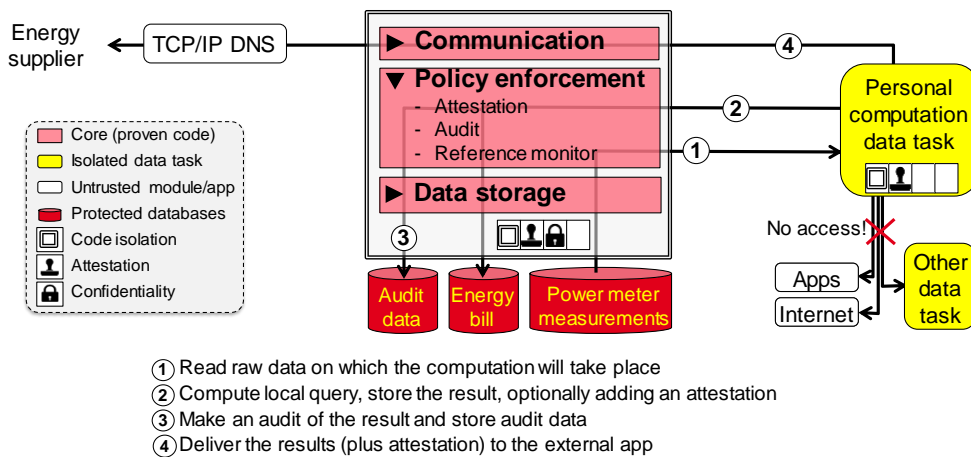 Energy
supplier
TCP/IP DNS
► Communication
▼ Policy enforcement
- Attestation
- Audit
- Reference monitor
► Data storage
4
2
1
3
Personal
computation
data task
No access!
Apps
Internet
Other
data
task
Core (proven code)
Isolated data task
Untrusted module/app
Protected databases
Code isolation
Attestation
Confidentiality
Audit
data
Energy
bill
Power meter
measurements
1 Read raw data on which the computation will take place
2 Compute local query, store the result, optionally adding an attestation
3 Make an audit of the result and store audit data
4 Deliver the results (plus attestation) to the external app